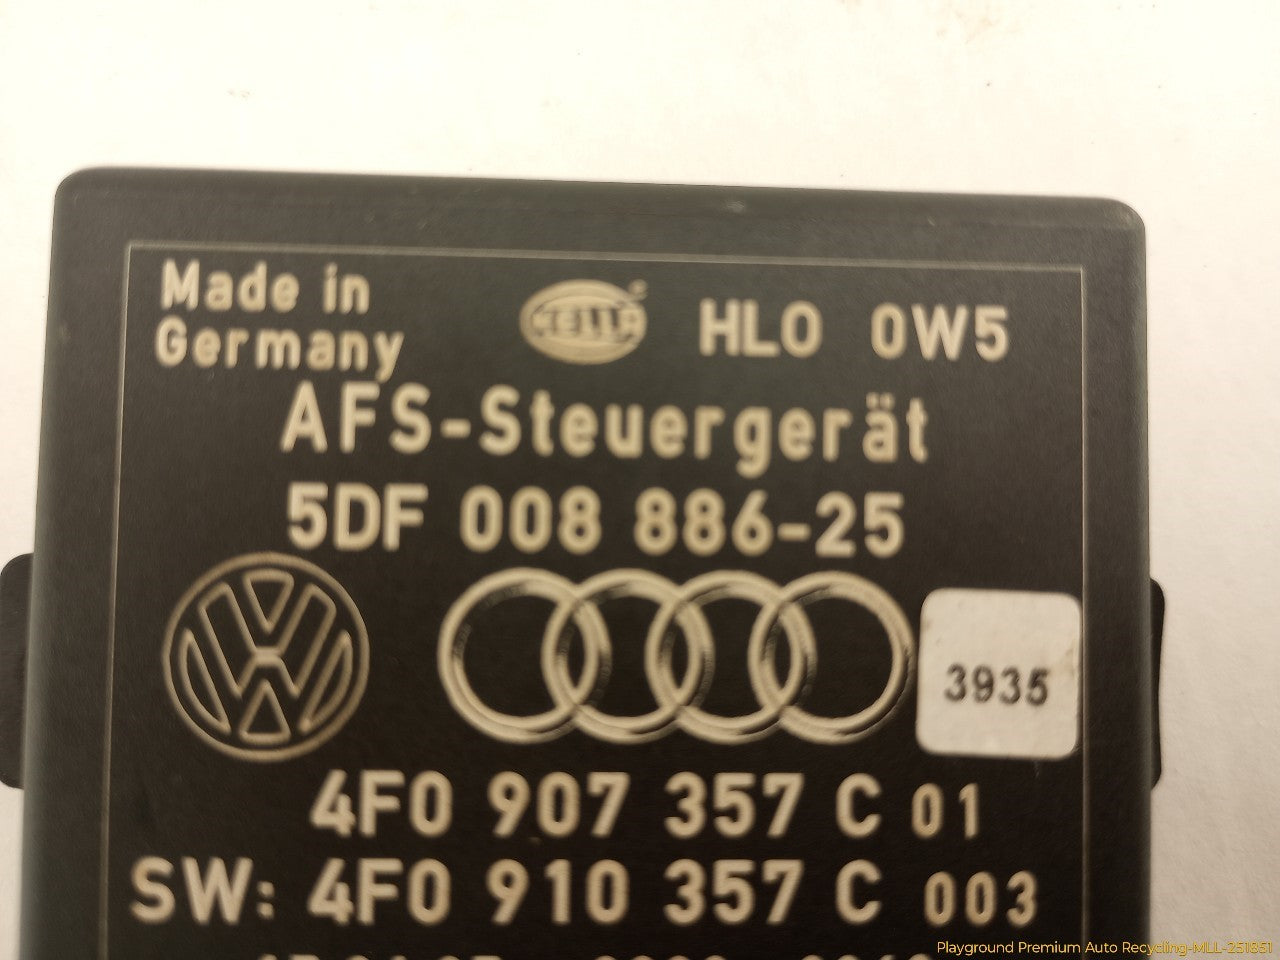 Made in
Germany
HELLA
HLO 0W5
AFS-Steuergerät
5DF 008 886-25
3935
4F0 907 357 C 01
SW: 4F0 910 357 C 003
Playground Premium Auto Recycling-MLL-251851